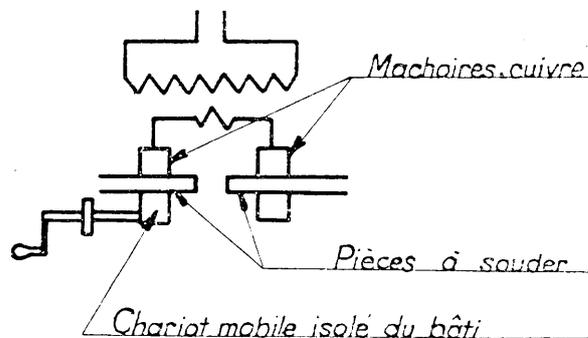 Machoires.cuivre
Pièces à souder
Chariot mobile isolé du bâti